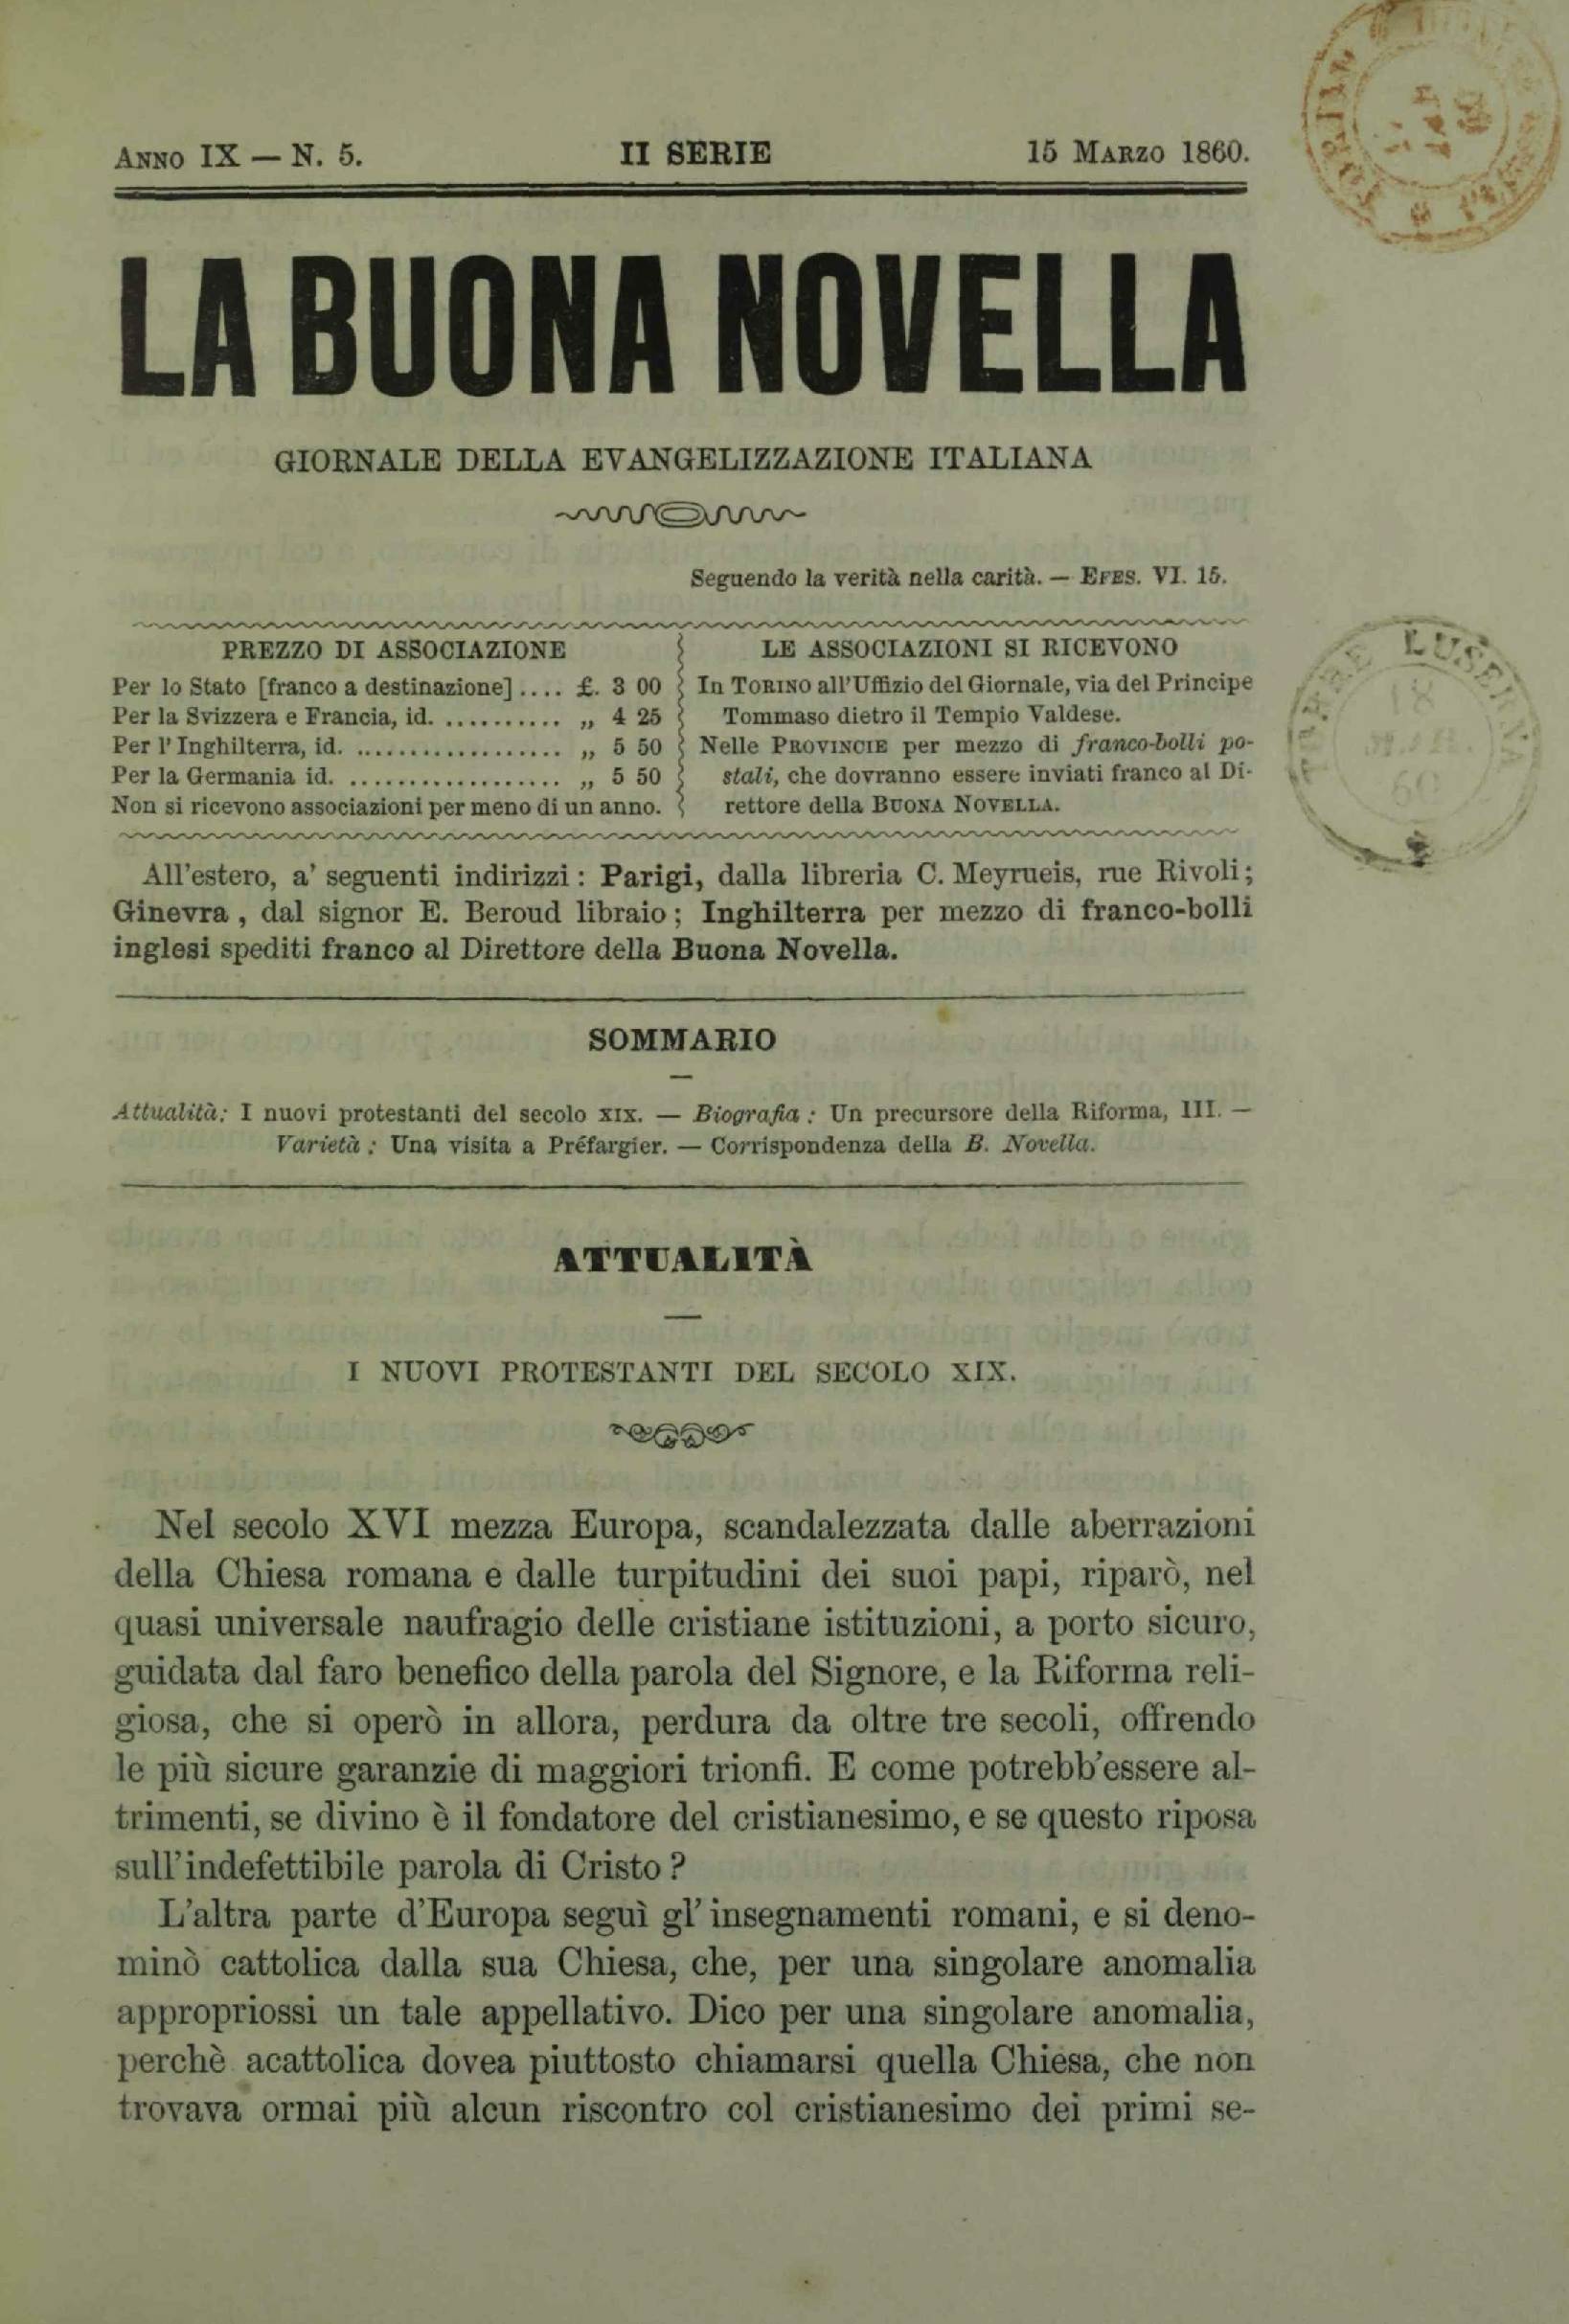 ANNO IX — N. 5.
II SERIE
15 MARZO 1860.
LA BUONA NOVELLA
GIORNALE DELLA EVANGELIZZAZIONE ITALIANA
Seguendo la verità nella carità. — EFES. VI. 15.
PREZZO DI ASSOCIAZIONE
Per lo Stato [franco a destinazione].... £. 3 00
Per la Svizzera e Francia, id. .......... „ 4 25
Per l'Inghilterra, id. .................. „ 5 50
Per la Germania id. .................. „ 5 50
Non si ricevono associazioni per meno di un anno.
LE ASSOCIAZIONI SI RICEVONO
In TORINO all'Uffizio del Giornale, via del Principe
Tommaso dietro il Tempio Valdese.
Nelle PROVINCIE per mezzo di franco-bolli po-
stali, che dovranno essere inviati franco al Di-
rettore della BUONA NOVELLA.
All'estero, a' seguenti indirizzi: Parigi, dalla libreria C. Meyrueis, rue Rivoli;
Ginevra, dal signor E. Beroud libraio; Inghilterra per mezzo di franco-bolli
inglesi spediti franco al Direttore della Buona Novella.
SOMMARIO
Attualità: I nuovi protestanti del secolo XIX. — Biografia: Un precursore della Riforma, III. —
Varietà: Una visita a Préfargier. — Corrispondenza della B. Novella.
ATTUALITÀ
I NUOVI PROTESTANTI DEL SECOLO XIX.
Nel secolo XVI mezza Europa, scandalezzata dalle aberrazioni
della Chiesa romana e dalle turpitudini dei suoi papi, riparò, nel
quasi universale naufragio delle cristiane istituzioni, a porto sicuro,
guidata dal faro benefico della parola del Signore, e la Riforma reli-
giosa, che si operò in allora, perdura da oltre tre secoli, offrendo
le più sicure garanzie di maggiori trionfi. E come potrebb'essere al-
trimenti, se divino è il fondatore del cristianesimo, e se questo riposa
sull'indefettibile parola di Cristo?
L'altra parte d'Europa seguì gl'insegnamenti romani, e si deno-
minò cattolica dalla sua Chiesa, che, per una singolare anomalia
appropriossi un tale appellativo. Dico per una singolare anomalia,
perchè acattolica dovea piuttosto chiamarsi quella Chiesa, che non
trovava ormai più alcun riscontro col cristianesimo dei primi se-
LUSERNA
18
MAR.
60